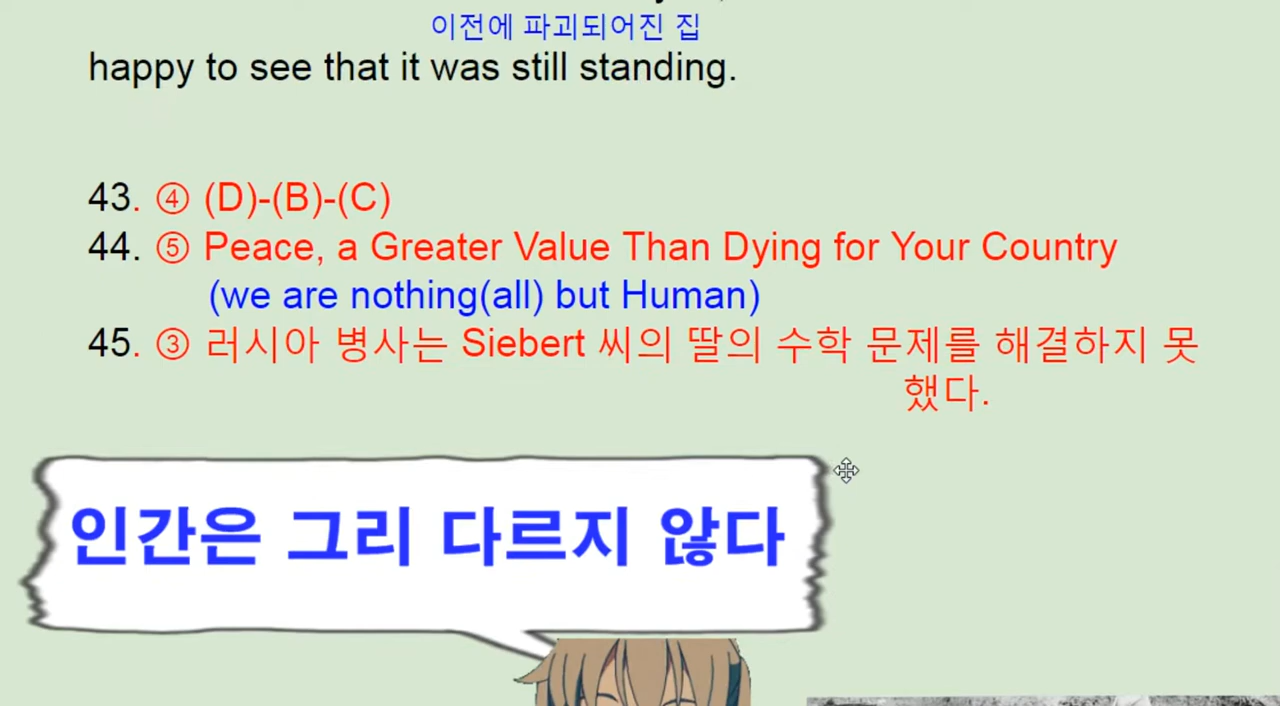 이전에 파괴되어진 집
happy to see that it was still standing.
43. ④ (D)-(B)-(C)
44. ⑤ Peace, a Greater Value Than Dying for Your Country
(we are nothing(all) but Human)
45. ③ 러시아 병사는 Siebert 씨의 딸의 수학 문제를 해결하지 못
했다.
인간은 그리 다르지 않다